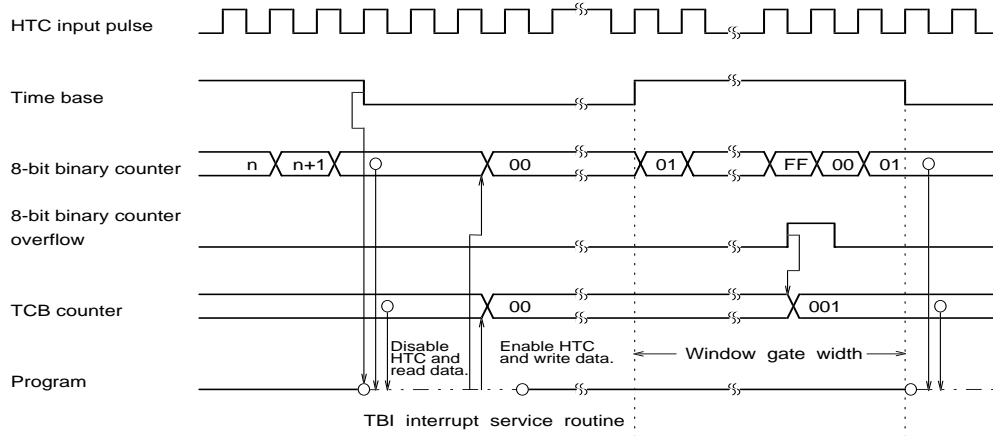 HTC input pulse
Time base
8-bit binary counter
n n+1 00 01 FF 00 01
8-bit binary counter
overflow
TCB counter
00 001
Disable
HTC and
read data.
Enable HTC
and write data.
Window gate width
Program
TBI interrupt service routine